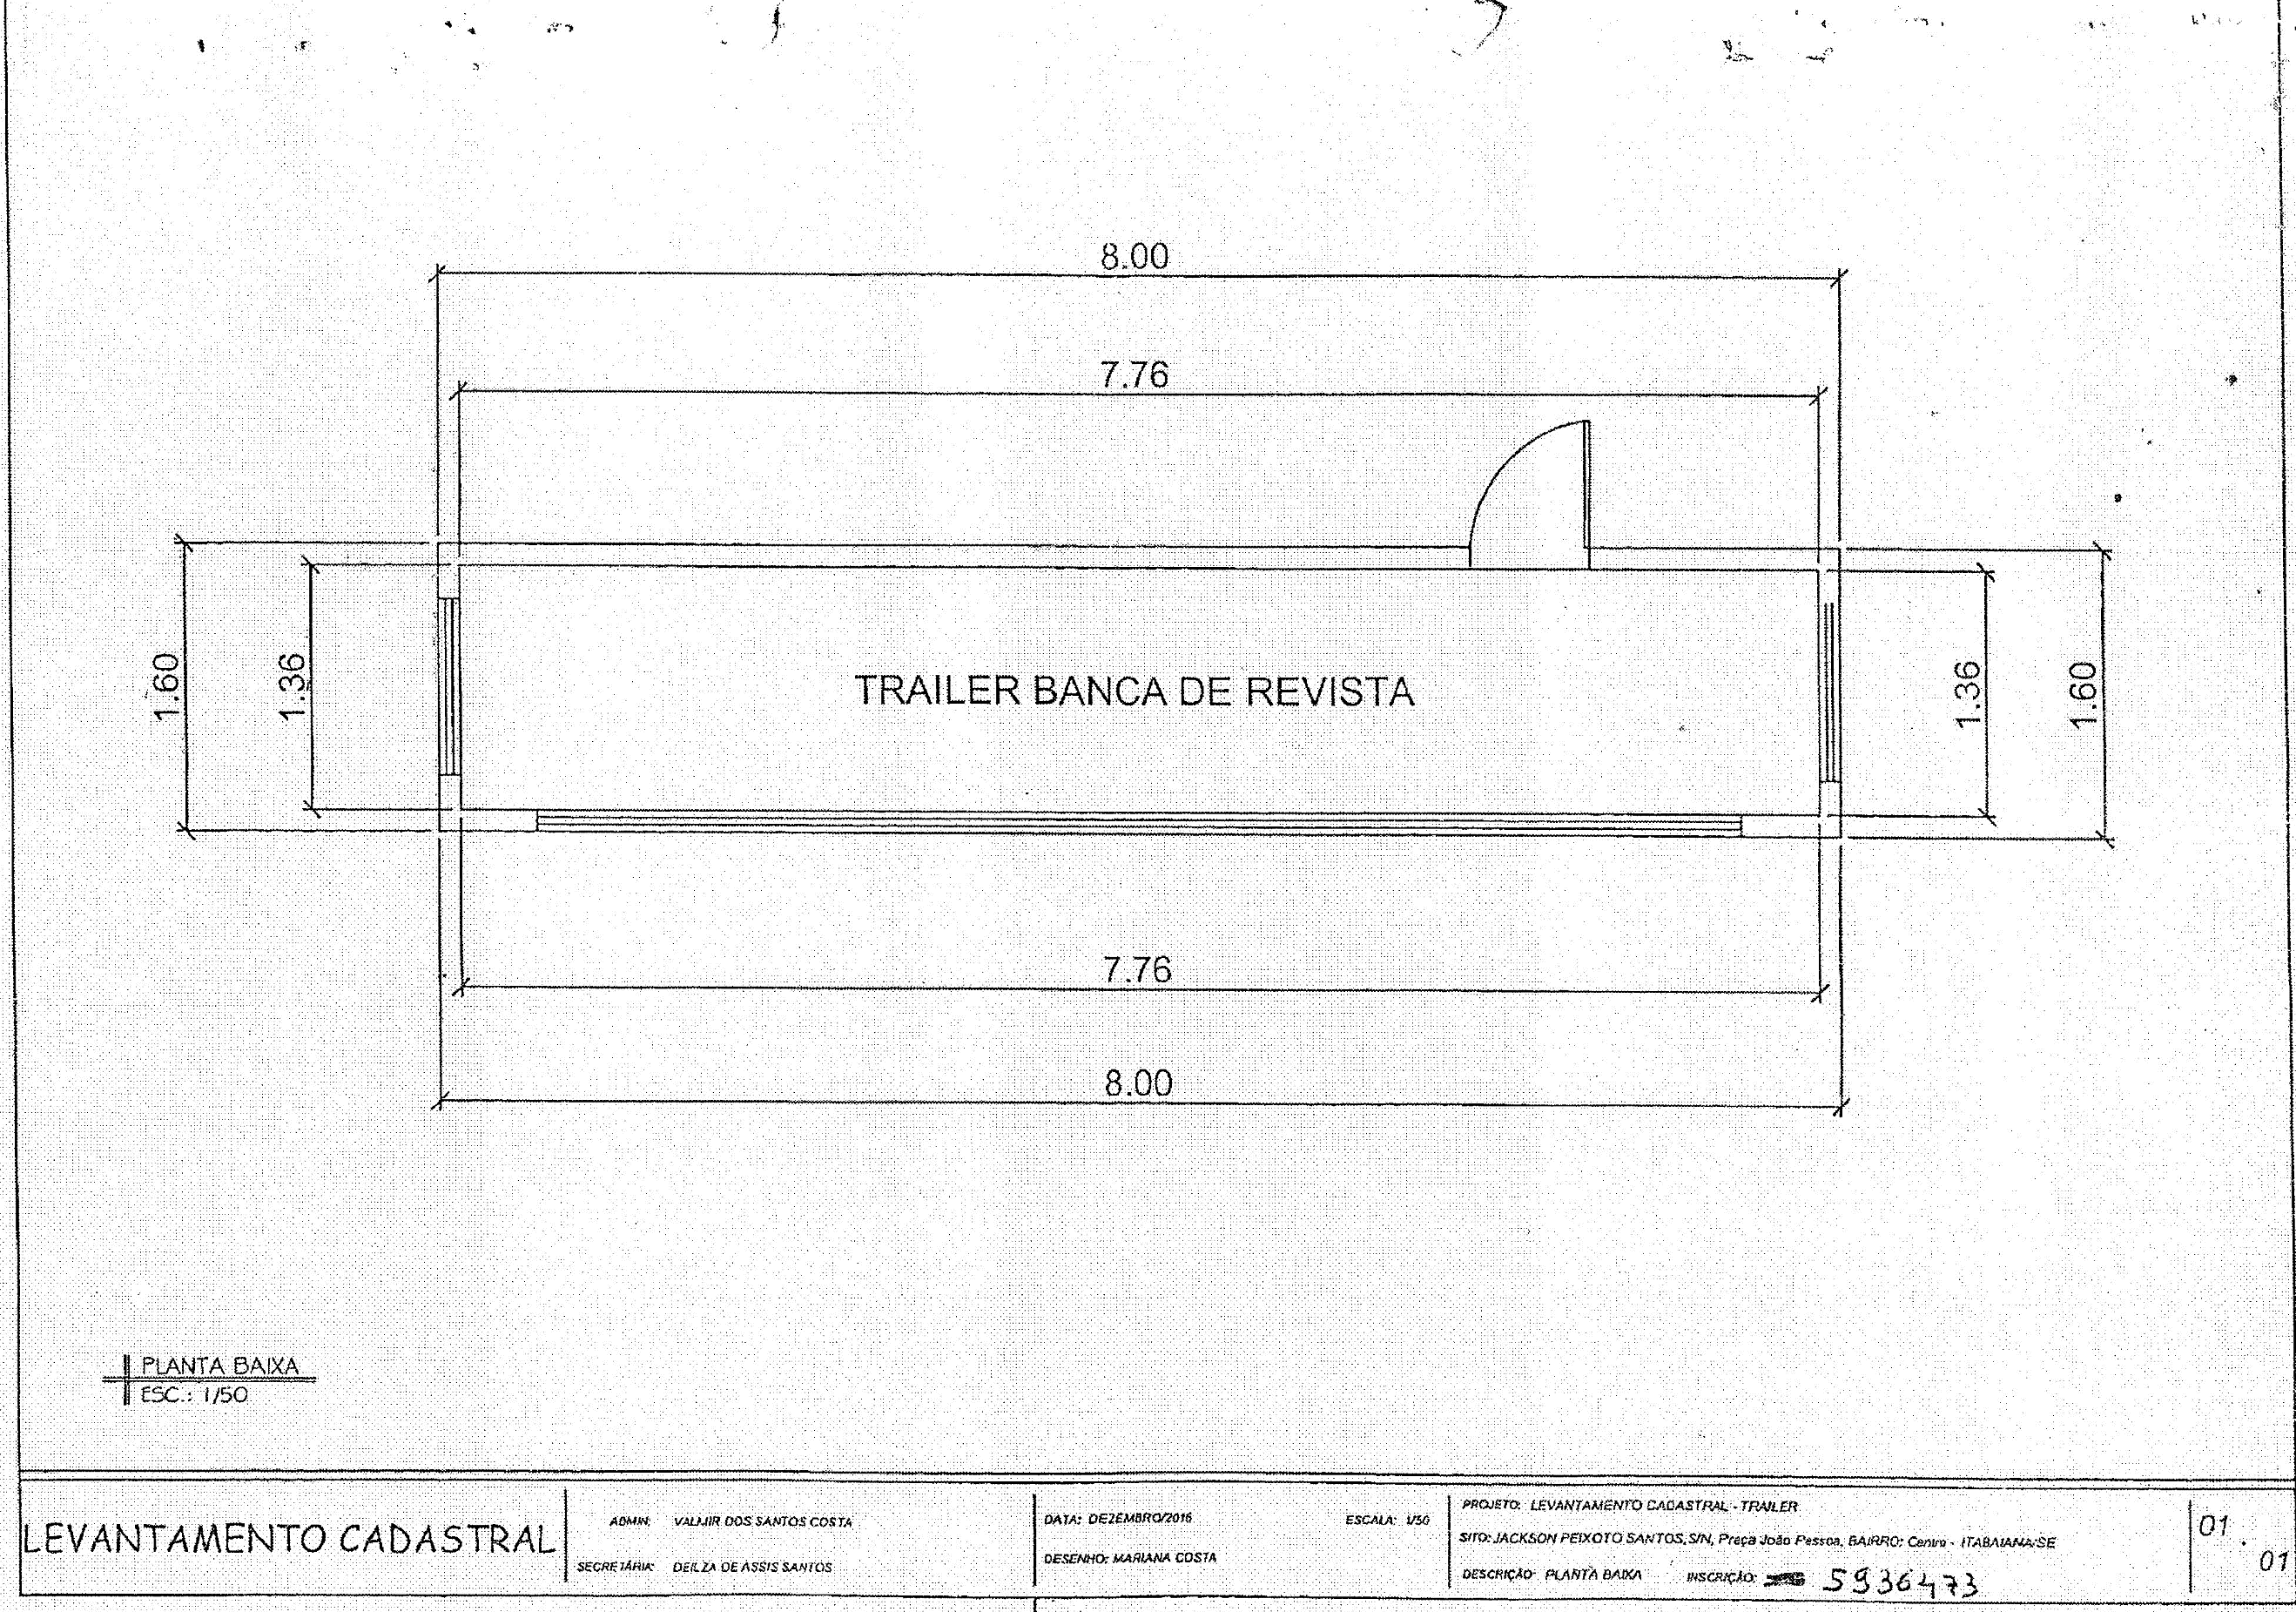 8.00
7.76
1.60
1.36
TRAILER BANCA DE REVISTA
1.36
1.60
7.76
8.00
PLANTA BAIXA
ESC.: 1/50
LEVANTAMENTO CADASTRAL
ADMIN: VALMIR DOS SANTOS COSTA
SECRETÁRIA: DEILZA DE ASSIS SANTOS
DATA: DEZEMBRO/2016
ESCALA: 1/50
DESENHO: MARIANA COSTA
PROJETO: LEVANTAMENTO CADASTRAL - TRAILER
SITO: JACKSON PEIXOTO SANTOS, S/N, Praça João Pessoa, BAIRRO: Centro - ITABAIANA/SE
DESCRIÇÃO: PLANTA BAIXA INSCRIÇÃO: 5936473
01
01